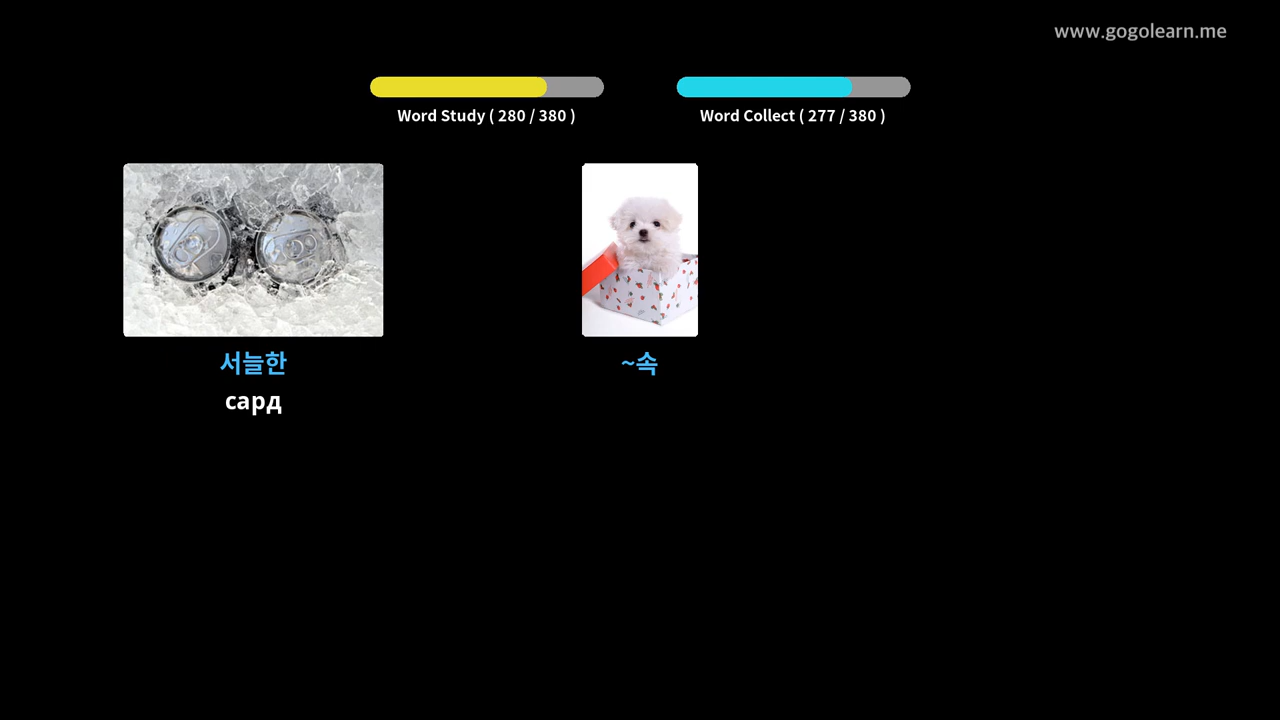 www.gogolearn.me
Word Study ( 280 / 380 )
Word Collect ( 277 / 380 )
서늘한
сард
~속